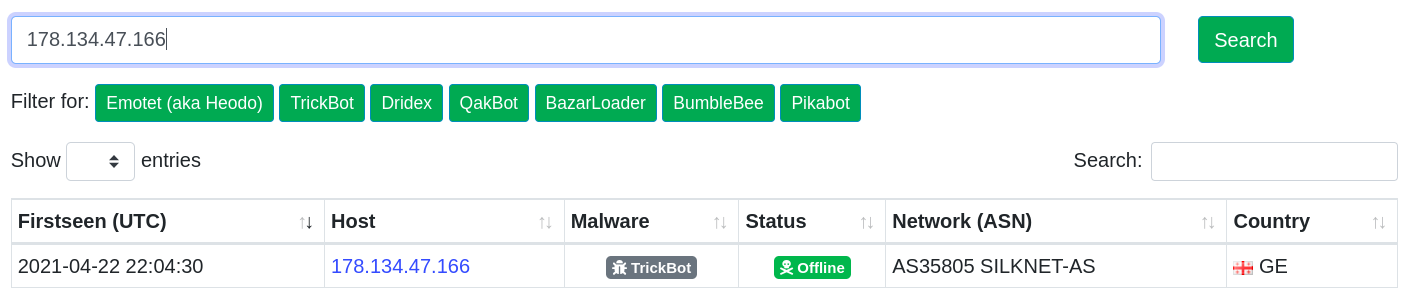 178.134.47.166 Search
Filter for: Emotet (aka Heodo) TrickBot Dridex QakBot BazarLoader BumbleBee Pikabot
Show entries Search:
Firstseen (UTC) Host Malware Status Network (ASN) Country
2021-04-22 22:04:30 178.134.47.166 TrickBot Offline AS35805 SILKNET-AS GE